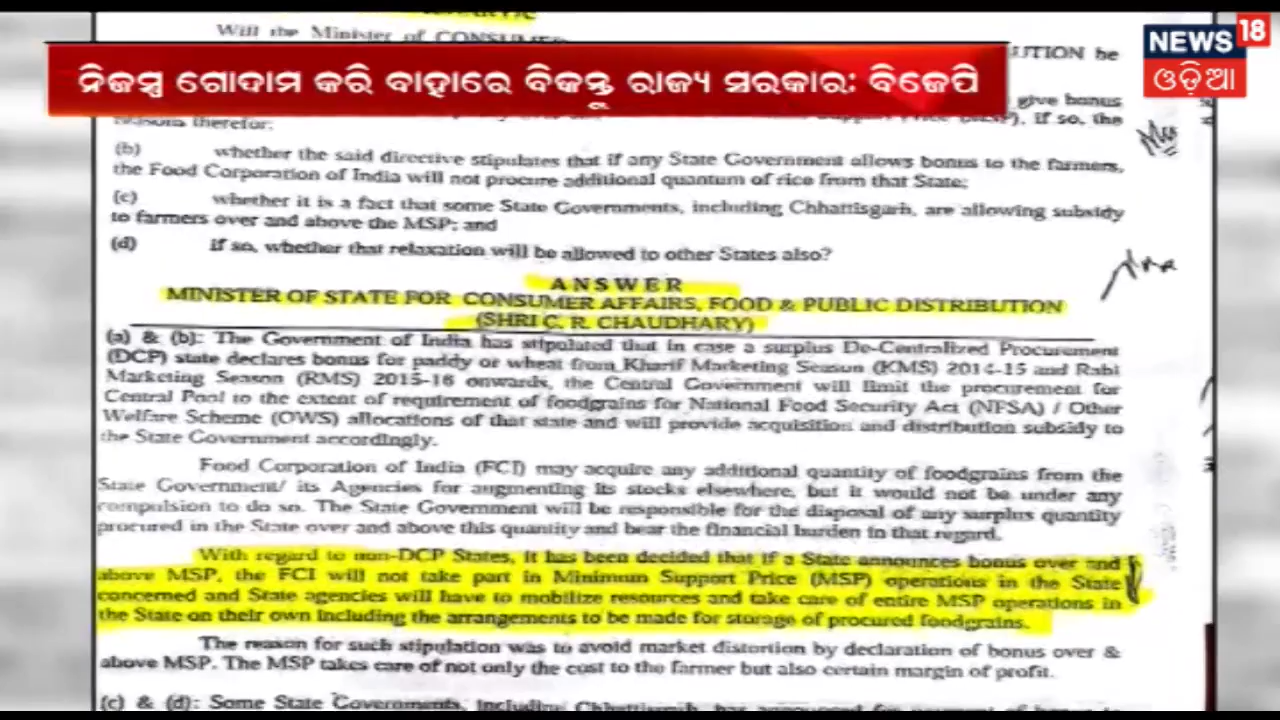 Will the Minister of
UTION be
NEWS 18
ଓଡ଼ିଆ
ନିଜସ୍ୱ ଗୋଦାମ କରି ବାହାରେ ବିକନ୍ତୁ ରାଜ୍ୟ ସରକାର: ବିଜେପି
give bonus
reasons therefor; If so, the
(b) whether the said directive stipulates that if any State Government allows bonus to the farmers,
the Food Corporation of India will not procure additional quantum of rice from that State;
(c) whether it is a fact that some State Governments, including Chhattisgarh, are allowing subsidy
to farmers over and above the MSP; and
(d) if so, whether that relaxation will be allowed to other States also?
ANSWER
MINISTER OF STATE FOR CONSUMER AFFAIRS, FOOD & PUBLIC DISTRIBUTION
(SHRI C. R. CHAUDHARY)
(a) & (b): The Government of India has stipulated that in case a surplus De-Centralized Procurement
(DCP) state declares bonus for paddy or wheat from Kharif Marketing Season (KMS) 2014-15 and Rabi
Marketing Season (RMS) 2015-16 onwards, the Central Government will limit the procurement for
Central Pool to the extent of requirement of foodgrains for National Food Security Act (NFSA) / Other
Welfare Scheme (OWS) allocations of that state and will provide acquisition and distribution subsidy to
the State Government accordingly.
Food Corporation of India (FCI) may acquire any additional quantity of foodgrains from the
State Government/ its Agencies for augmenting its stocks elsewhere, but it would not be under any
compulsion to do so. The State Government will be responsible for the disposal of any surplus quantity
procured in the State over and above this quantity and bear the financial burden in that regard.
With regard to non-DCP States, it has been decided that if a State announces bonus over and
above MSP, the FCI will not take part in Minimum Support Price (MSP) operations in the State
concerned and State agencies will have to mobilize resources and take care of entire MSP operations in
the State on their own including the arrangements to be made for storage of procured foodgrains.
The reason for such stipulation was to avoid market distortion by declaration of bonus over &
above MSP. The MSP takes care of not only the cost to the farmer but also certain margin of profit.
(c) & (d): Some State Governments, including